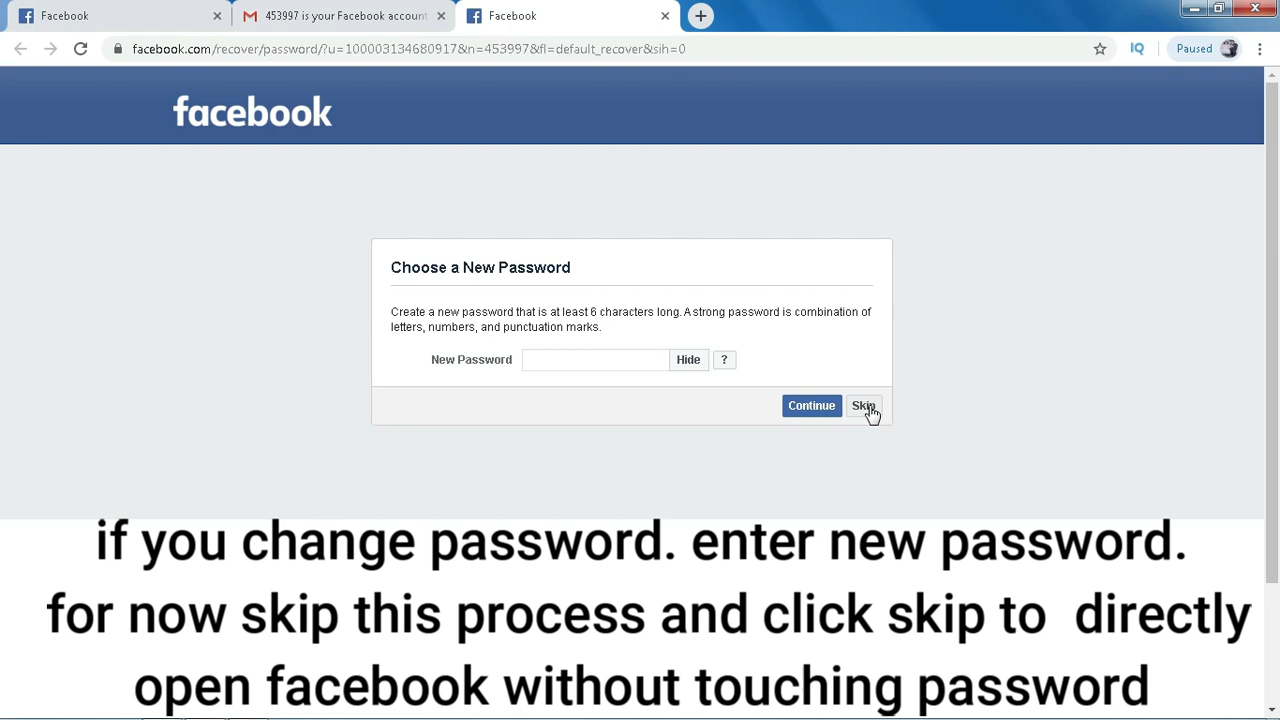 Facebook
453997 is your Facebook account
Facebook
facebook.com/recover/password/?u=100003134680917&n=453997&fl=default_recover&sih=0
IQ
Paused
facebook
Choose a New Password
Create a new password that is at least 6 characters long. A strong password is combination of
letters, numbers, and punctuation marks.
New Password
Hide
?
Continue
Skip
if you change password. enter new password.
for now skip this process and click skip to directly
open facebook without touching password